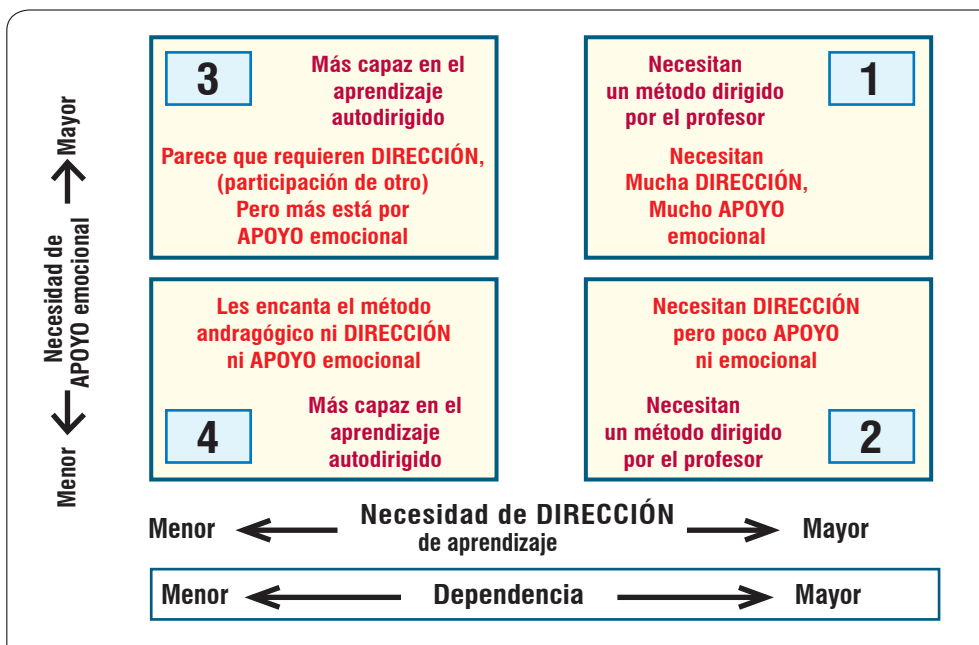 3
Más capaz en el
aprendizaje
autodirigido
Parece que requieren DIRECCIÓN,
(participación de otro)
Pero más está por
APOYO emocional
Necesitan
un método dirigido
por el profesor
1
Necesitan
Mucha DIRECCIÓN,
Mucho APOYO
emocional
Mayor
Necesidad de
APOYO emocional
Menor
Les encanta el método
andragógico ni DIRECCIÓN
ni APOYO emocional
4
Más capaz en el
aprendizaje
autodirigido
Necesitan DIRECCIÓN
pero poco APOYO
ni emocional
Necesitan
un método dirigido
por el profesor
2
Menor
Necesidad de DIRECCIÓN
de aprendizaje
Mayor
Menor
Dependencia
Mayor